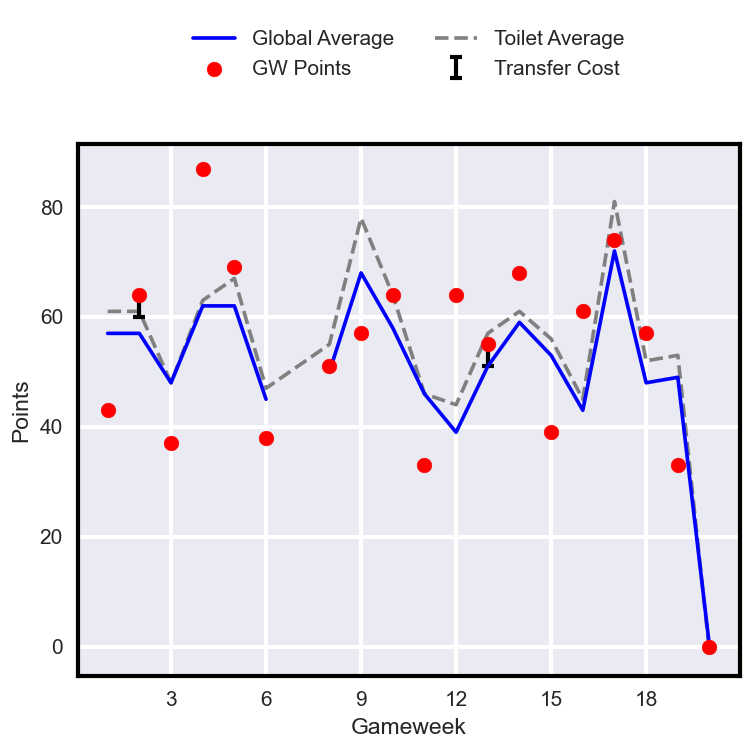 Global Average
Toilet Average
GW Points
Transfer Cost
80
60
40
20
0
Points
3 6 9 12 15 18
Gameweek